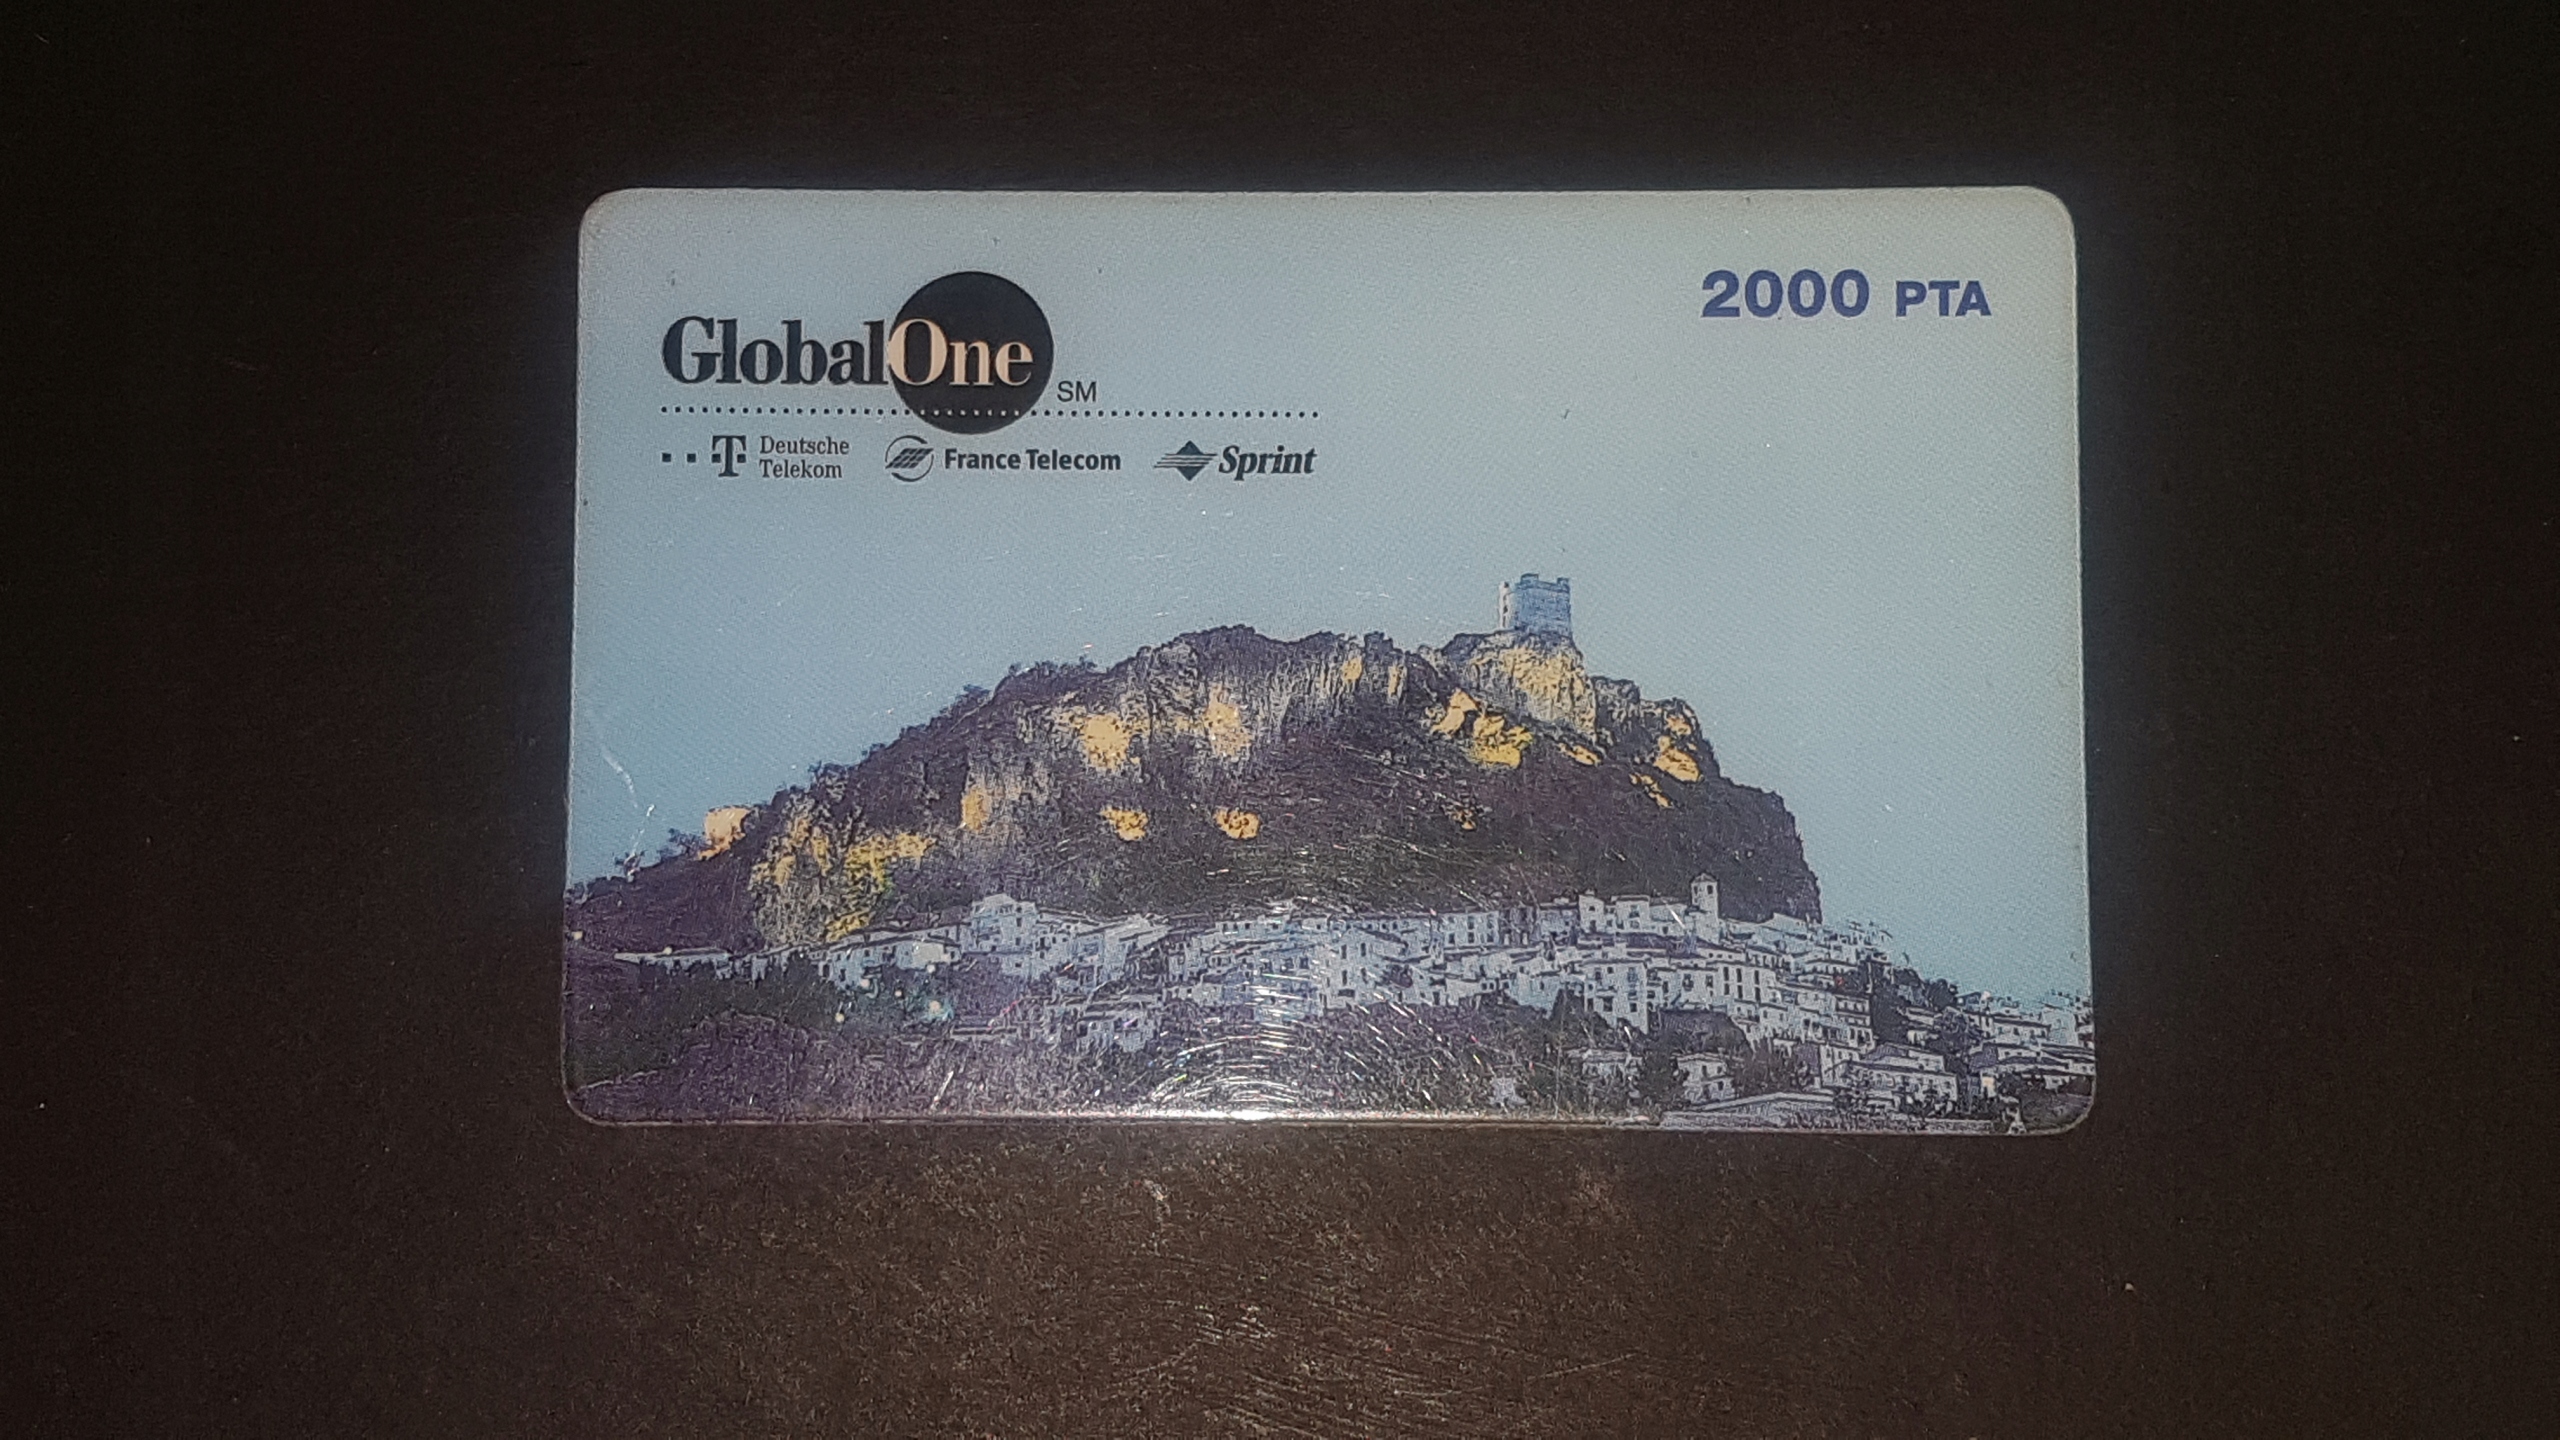 GlobalOne SM
2000 PTA
T Deutsche Telekom France Telecom Sprint